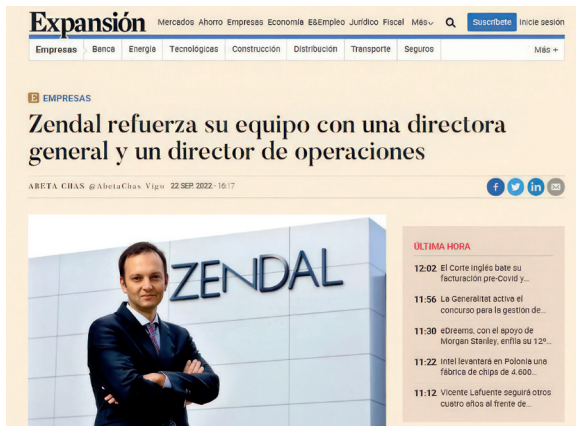 Expansión
Mercados Ahorro Empresas Economía E&Empleo Jurídico Fiscal Más
Suscríbete Inicie sesión
Empresas Banca Energía Tecnológicas Construcción Distribución Transporte Seguros Más +
E EMPRESAS
Zendal refuerza su equipo con una directora
general y un director de operaciones
ABETA CHAS @AbetaChas Vigo 22 SEP. 2022 - 16:17
ZENDAL
ÚLTIMA HORA
12:02 El Corte Inglés bate su
facturación pre-Covid y...
11:56 La Generalitat activa el
concurso para la gestión de...
11:30 eDreams, con el apoyo de
Morgan Stanley, enfila su 12º...
11:22 Intel levantará en Polonia una
fábrica de chips de 4.600...
11:12 Vicente Lafuente seguirá otros
cuatro años al frente de...